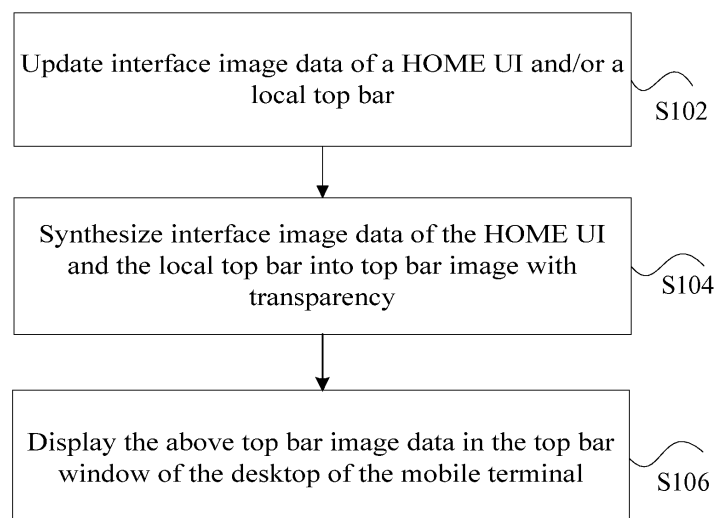 Update interface image data of a HOME UI and/or a
local top bar
S102
Synthesize interface image data of the HOME UI
and the local top bar into top bar image with
transparency
S104
Display the above top bar image data in the top bar
window of the desktop of the mobile terminal
S106